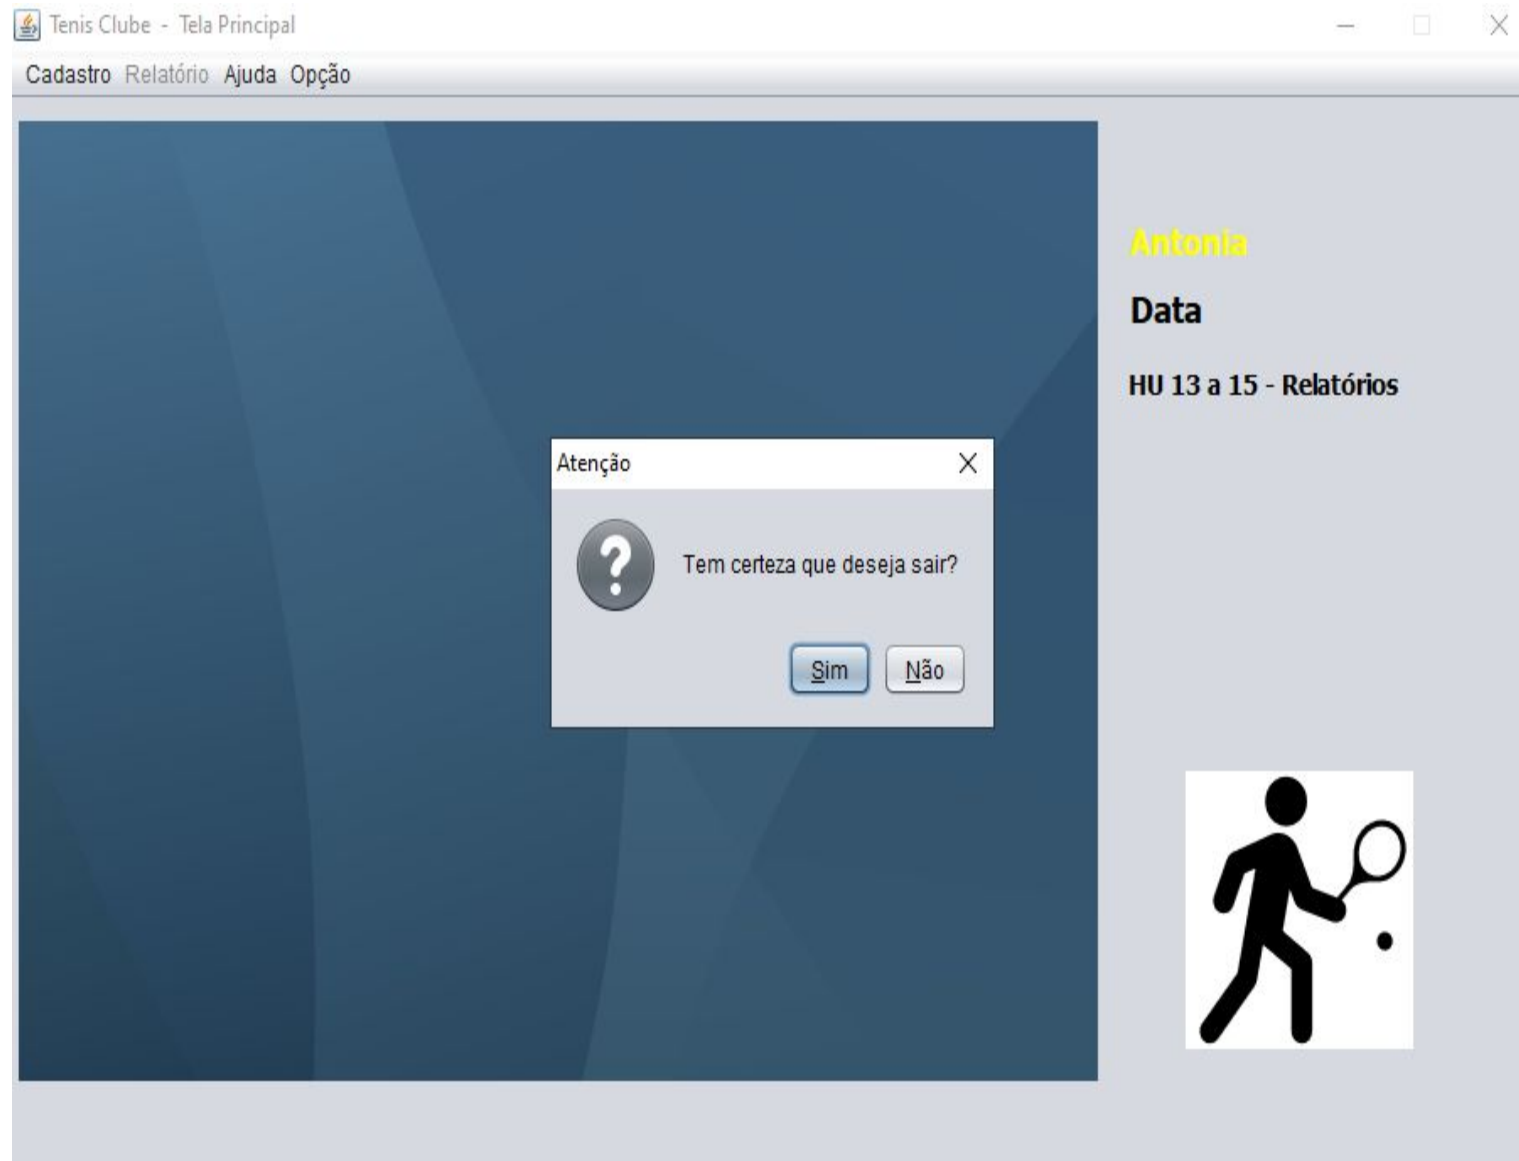 Tenis Clube - Tela Principal
Cadastro Relatório Ajuda Opção
Antonia
Data
HU 13 a 15 - Relatórios
Atenção
Tem certeza que deseja sair?
Sim Não